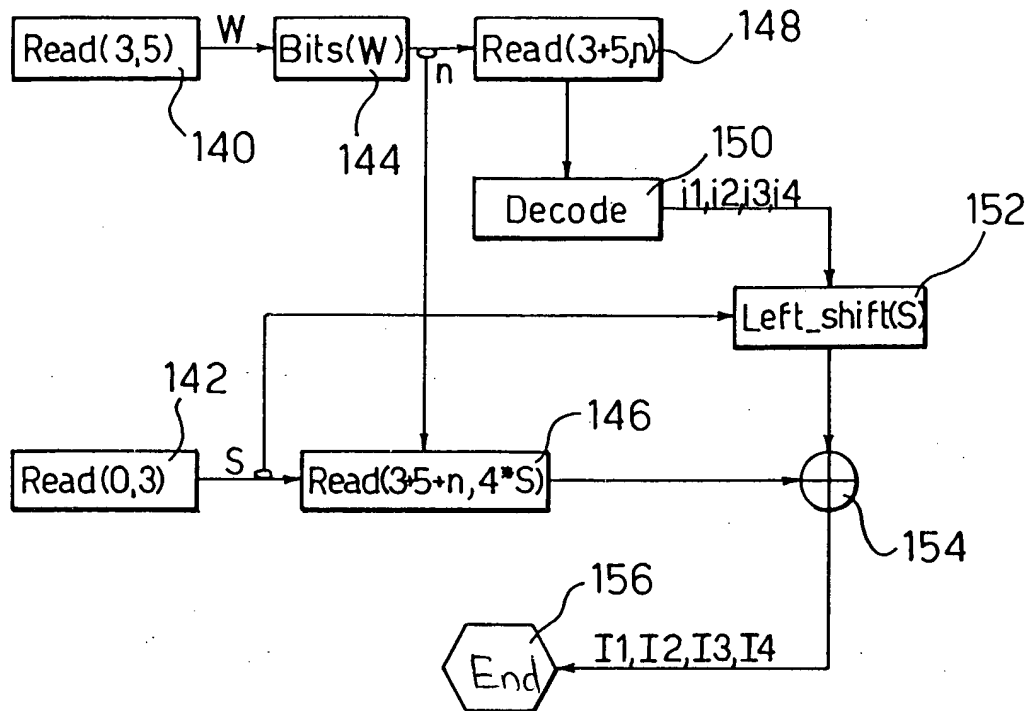 Read(3,5)
W
Bits(W)
n
Read(3+5,n)
148
140
144
150
Decode
i1,i2,i3,i4
152
Left_shift(S)
142
146
Read(0,3)
S
Read(3+5+n,4*S)
154
156
I1,I2,I3,I4
End